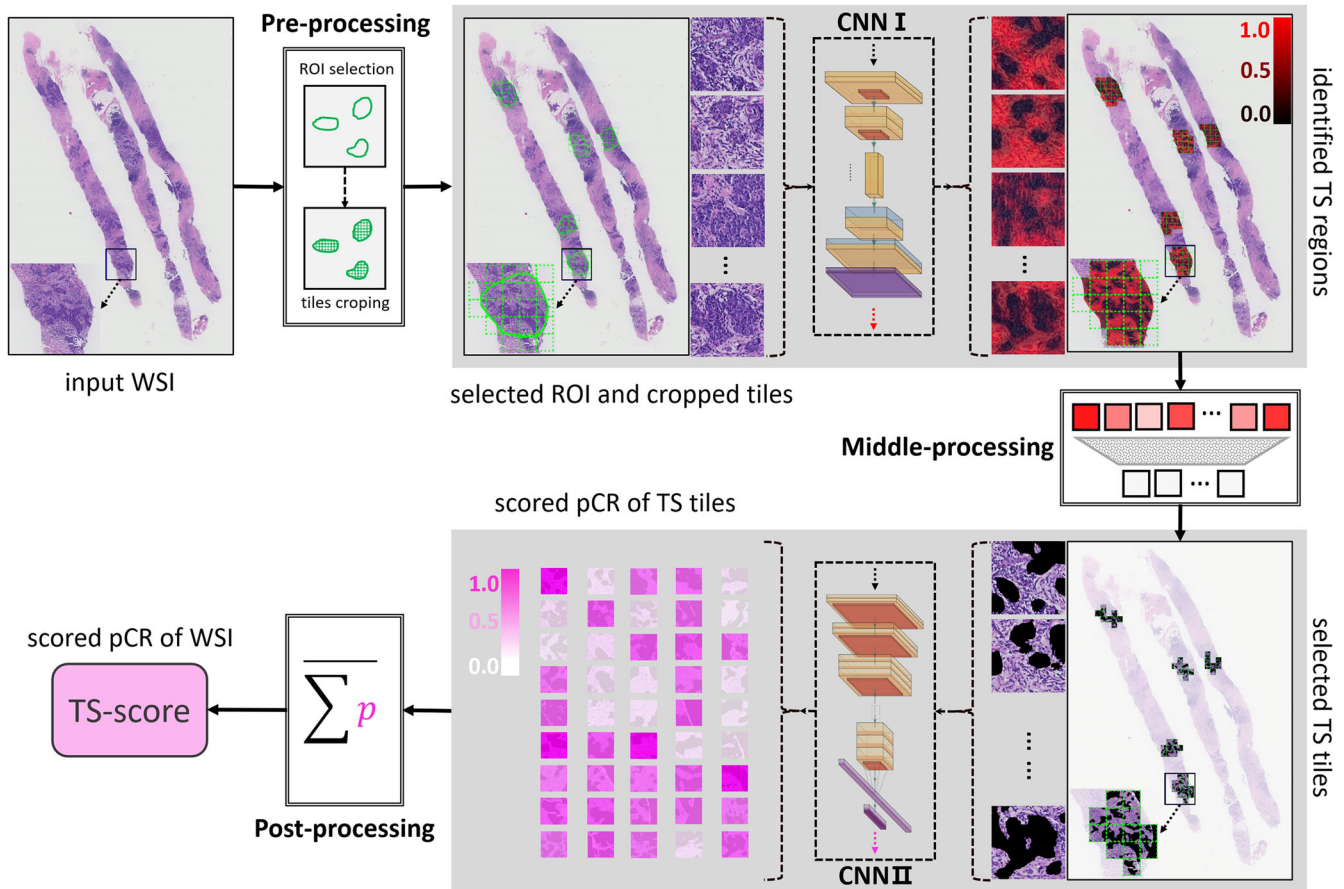 Pre-processing
ROI selection
tiles croping
input WSI
selected ROI and cropped tiles
CNN I
1.0
0.5
0.0
identified TS regions
Middle-processing
selected TS tiles
CNNII
scored pCR of TS tiles
1.0
0.5
0.0
∑ p
Post-processing
scored pCR of WSI
TS-score